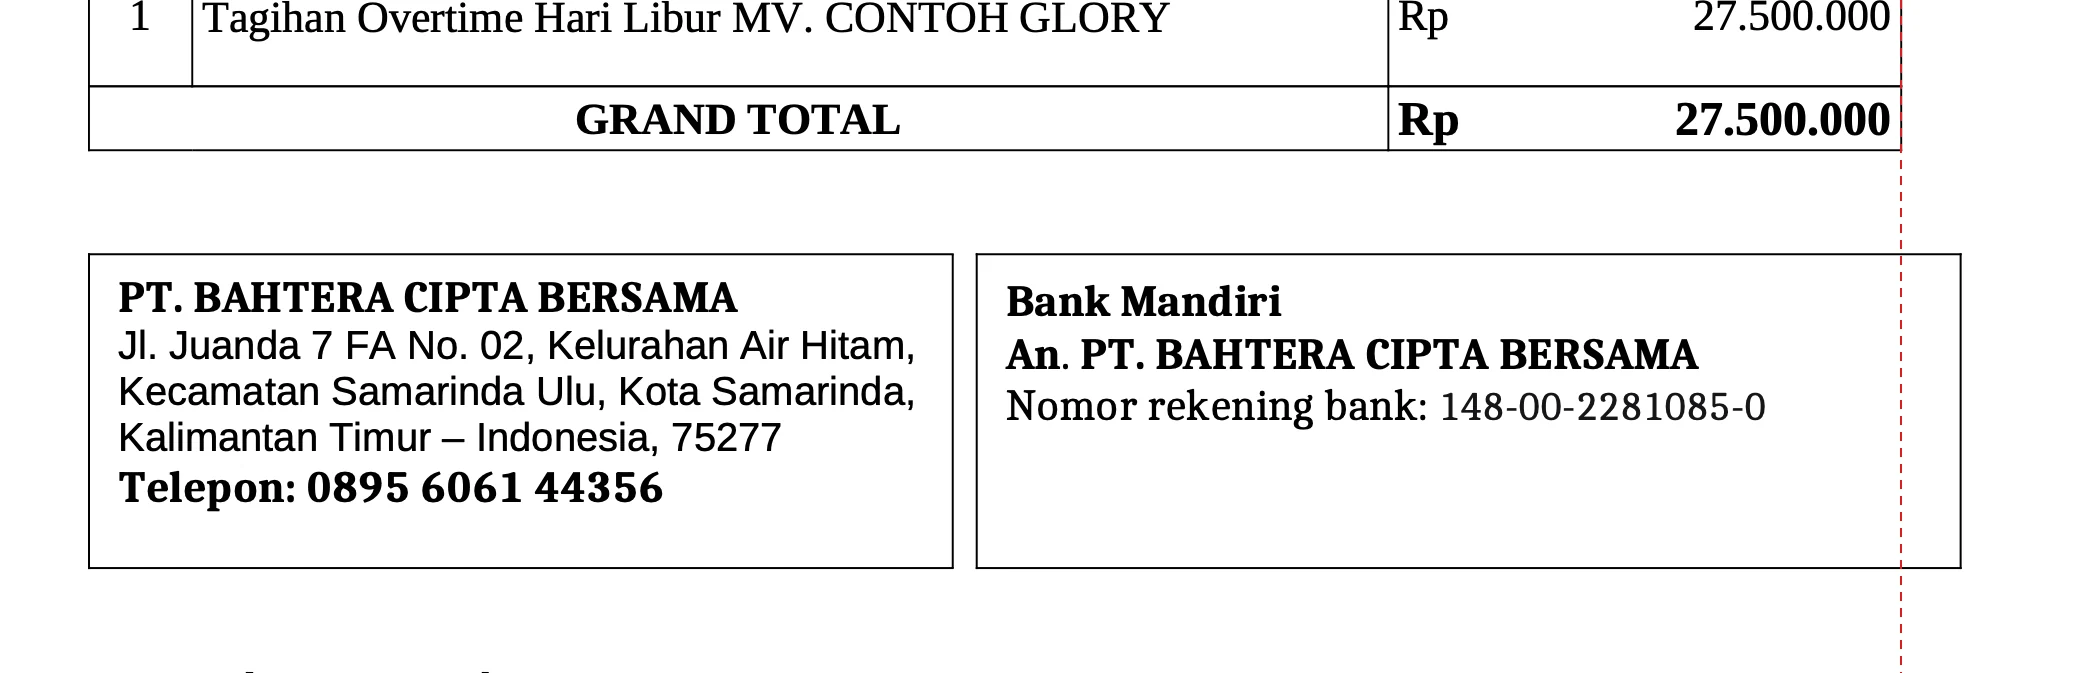 1 Tagihan Overtime Hari Libur MV. CONTOH GLORY Rp 27.500.000
GRAND TOTAL Rp 27.500.000
PT. BAHTERA CIPTA BERSAMA
Jl. Juanda 7 FA No. 02, Kelurahan Air Hitam,
Kecamatan Samarinda Ulu, Kota Samarinda,
Kalimantan Timur – Indonesia, 75277
Telepon: 0895 6061 44356
Bank Mandiri
An. PT. BAHTERA CIPTA BERSAMA
Nomor rekening bank: 148-00-2281085-0